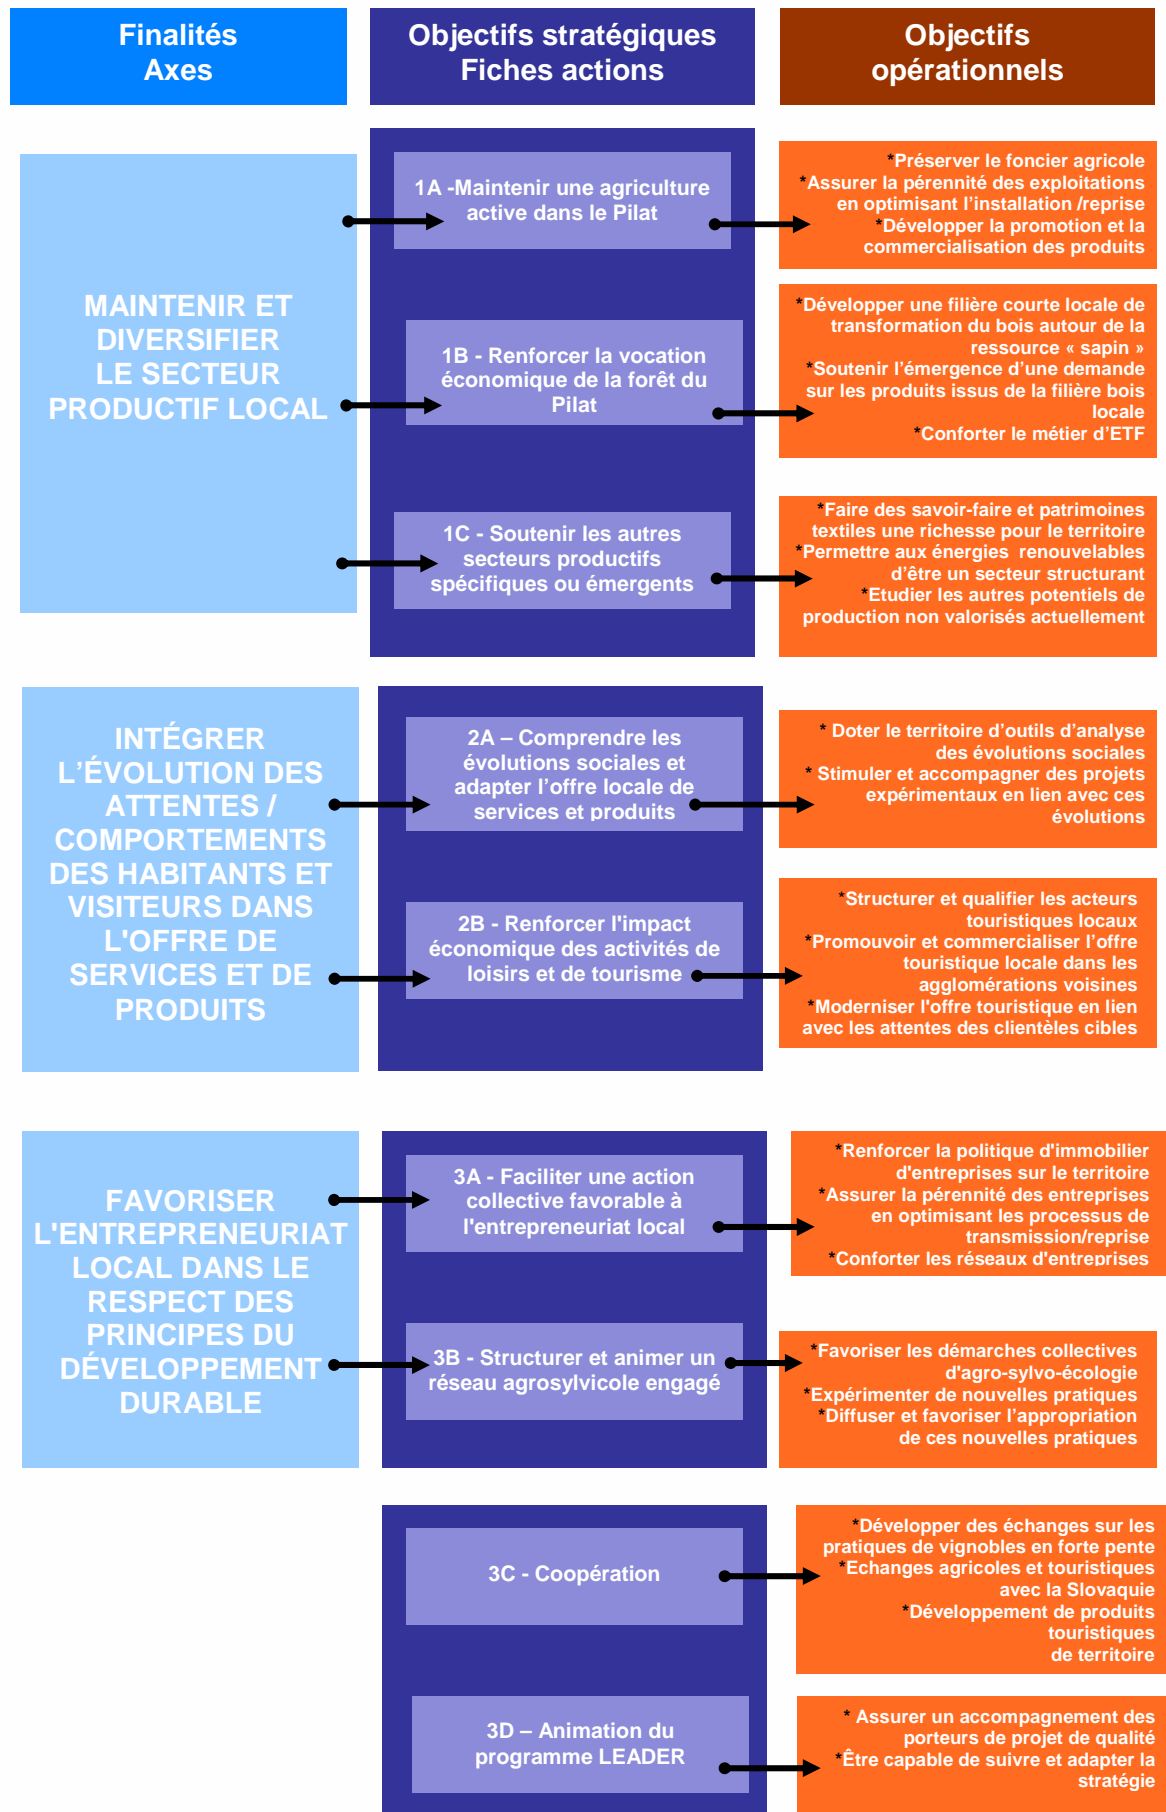 Finalités
Axes
Objectifs stratégiques
Fiches actions
Objectifs
opérationnels
MAINTENIR ET
DIVERSIFIER
LE SECTEUR
PRODUCTIF LOCAL
1A -Maintenir une agriculture
active dans le Pilat
*Préserver le foncier agricole
*Assurer la pérennité des exploitations
en optimisant l’installation /reprise
*Développer la promotion et la
commercialisation des produits
1B - Renforcer la vocation
économique de la forêt du
Pilat
*Développer une filière courte locale de
transformation du bois autour de la
ressource « sapin »
*Soutenir l’émergence d’une demande
sur les produits issus de la filière bois
locale
*Conforter le métier d’ETF
1C - Soutenir les autres
secteurs productifs
spécifiques ou émergents
*Faire des savoir-faire et patrimoines
textiles une richesse pour le territoire
*Permettre aux énergies renouvelables
d’être un secteur structurant
*Etudier les autres potentiels de
production non valorisés actuellement
INTÉGRER
L’ÉVOLUTION DES
ATTENTES /
COMPORTEMENTS
DES HABITANTS ET
VISITEURS DANS
L'OFFRE DE
SERVICES ET DE
PRODUITS
2A – Comprendre les
évolutions sociales et
adapter l’offre locale de
services et produits
* Doter le territoire d’outils d’analyse
des évolutions sociales
* Stimuler et accompagner des projets
expérimentaux en lien avec ces
évolutions
2B - Renforcer l'impact
économique des activités de
loisirs et de tourisme
*Structurer et qualifier les acteurs
touristiques locaux
*Promouvoir et commercialiser l’offre
touristique locale dans les
agglomérations voisines
*Moderniser l'offre touristique en lien
avec les attentes des clientèles cibles
FAVORISER
L'ENTREPRENEURIAT
LOCAL DANS LE
RESPECT DES
PRINCIPES DU
DÉVELOPPEMENT
DURABLE
3A - Faciliter une action
collective favorable à
l'entrepreneuriat local
*Renforcer la politique d'immobilier
d'entreprises sur le territoire
*Assurer la pérennité des entreprises
en optimisant les processus de
transmission/reprise
*Conforter les réseaux d'entreprises
3B - Structurer et animer un
réseau agrosylvicole engagé
*Favoriser les démarches collectives
d'agro-sylvo-écologie
*Expérimenter de nouvelles pratiques
*Diffuser et favoriser l’appropriation
de ces nouvelles pratiques
3C - Coopération
*Développer des échanges sur les
pratiques de vignobles en forte pente
*Echanges agricoles et touristiques
avec la Slovaquie
*Développement de produits
touristiques
de territoire
3D – Animation du
programme LEADER
* Assurer un accompagnement des
porteurs de projet de qualité
*Être capable de suivre et adapter la
stratégie